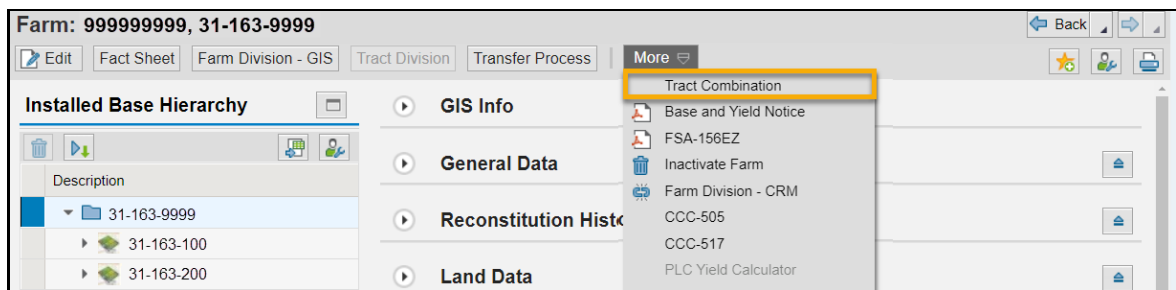 Farm: 999999999, 31-163-9999
Back
Edit Fact Sheet Farm Division - GIS Tract Division Transfer Process More
Installed Base Hierarchy
Description
31-163-9999
31-163-100
31-163-200
GIS Info
General Data
Reconstitution Histo
Land Data
Tract Combination
Base and Yield Notice
FSA-156EZ
Inactivate Farm
Farm Division - CRM
CCC-505
CCC-517
PLC Yield Calculator